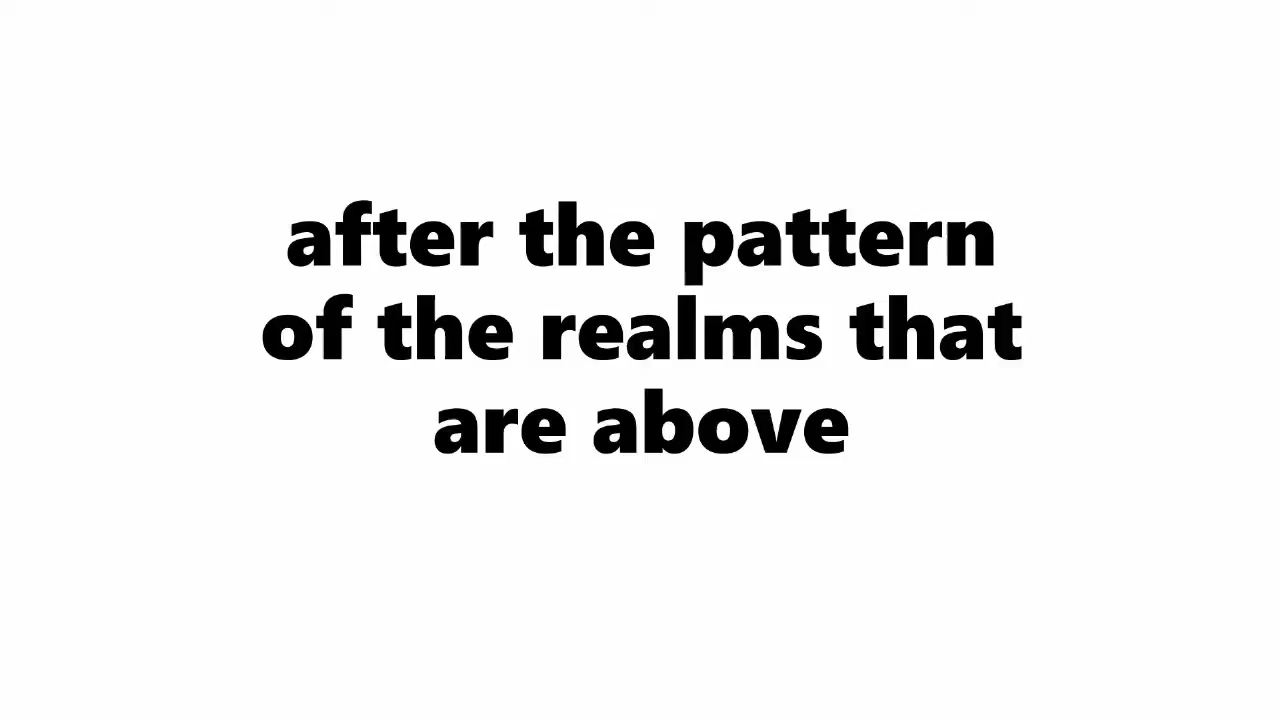 after the pattern
of the realms that
are above